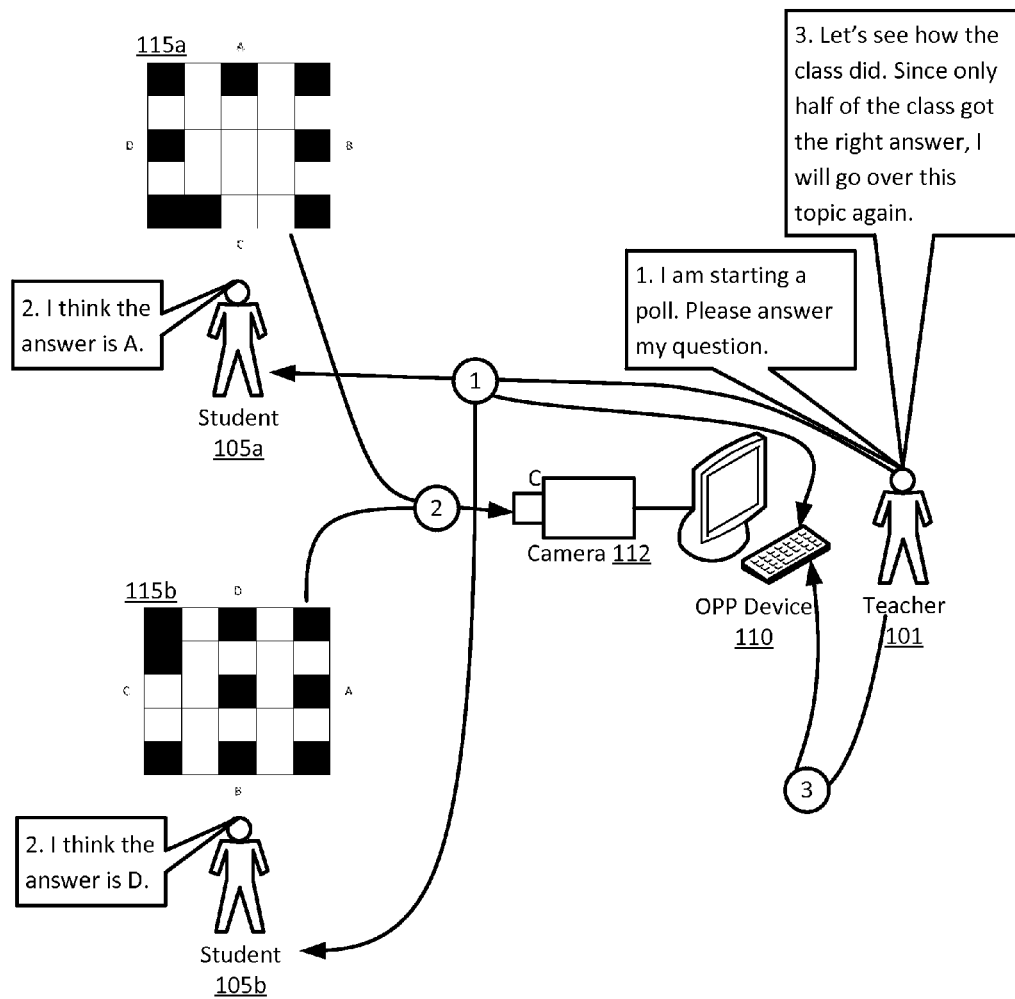 115a
A
D
B
C
3. Let's see how the
class did. Since only
half of the class got
the right answer, I
will go over this
topic again.
1. I am starting a
poll. Please answer
my question.
2. I think the
answer is A.
Student
105a
1
2
C
Camera 112
OPP Device
110
Teacher
101
115b
D
C
A
B
3
2. I think the
answer is D.
Student
105b